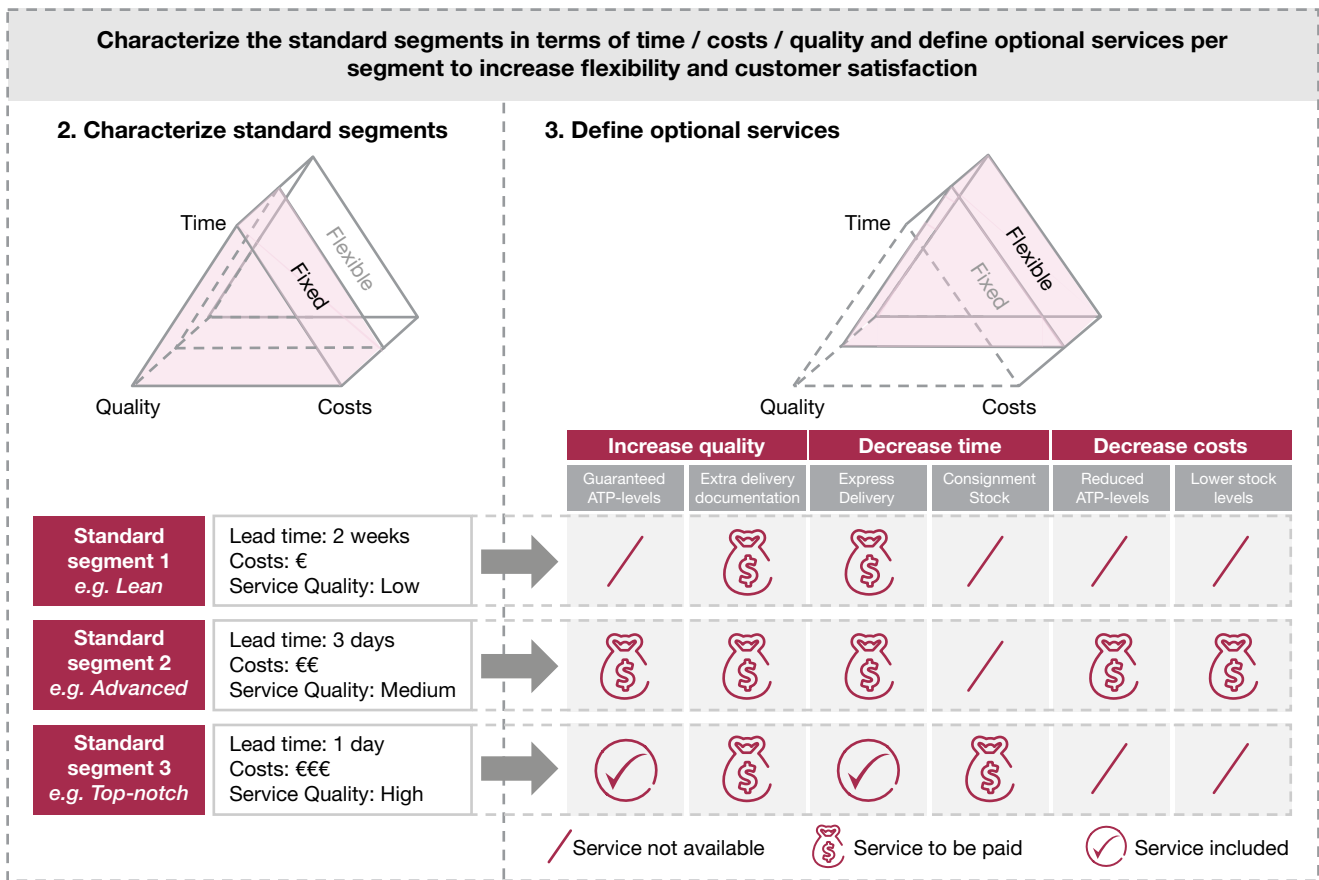 Characterize the standard segments in terms of time / costs / quality and define optional services per
segment to increase flexibility and customer satisfaction
2. Characterize standard segments
Time
Fixed
Flexible
Quality
Costs
3. Define optional services
Time
Fixed
Flexible
Quality
Costs
Increase quality
Decrease time
Decrease costs
Guaranteed
ATP-levels
Extra delivery
documentation
Express
Delivery
Consignment
Stock
Reduced
ATP-levels
Lower stock
levels
Standard
segment 1
e.g. Lean
Lead time: 2 weeks
Costs: €
Service Quality: Low
$
$
Standard
segment 2
e.g. Advanced
Lead time: 3 days
Costs: €€
Service Quality: Medium
$
$
$
$
$
Standard
segment 3
e.g. Top-notch
Lead time: 1 day
Costs: €€€
Service Quality: High
$
$
Service not available
$
Service to be paid
Service included